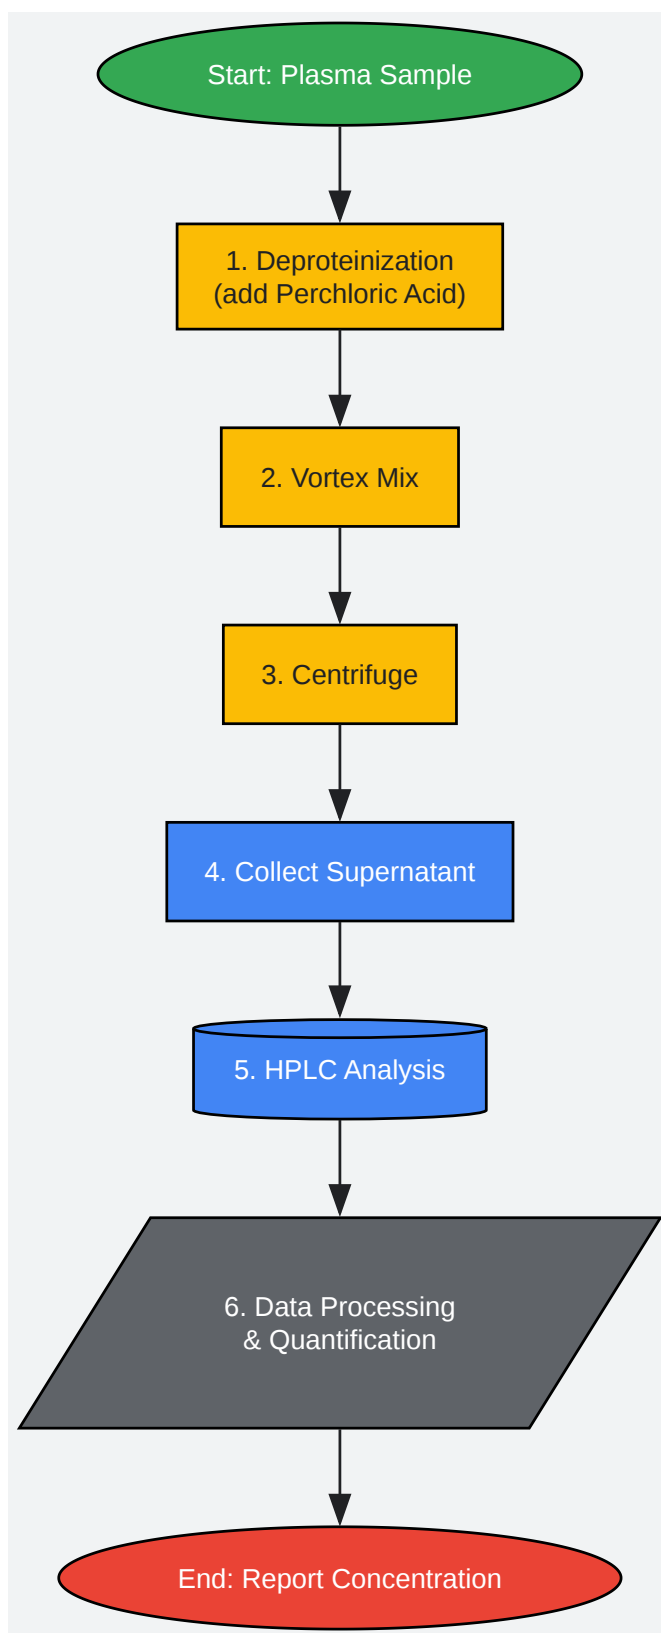 Start: Plasma Sample
1. Deproteinization
(add Perchloric Acid)
2. Vortex Mix
3. Centrifuge
4. Collect Supernatant
5. HPLC Analysis
6. Data Processing
& Quantification
End: Report Concentration